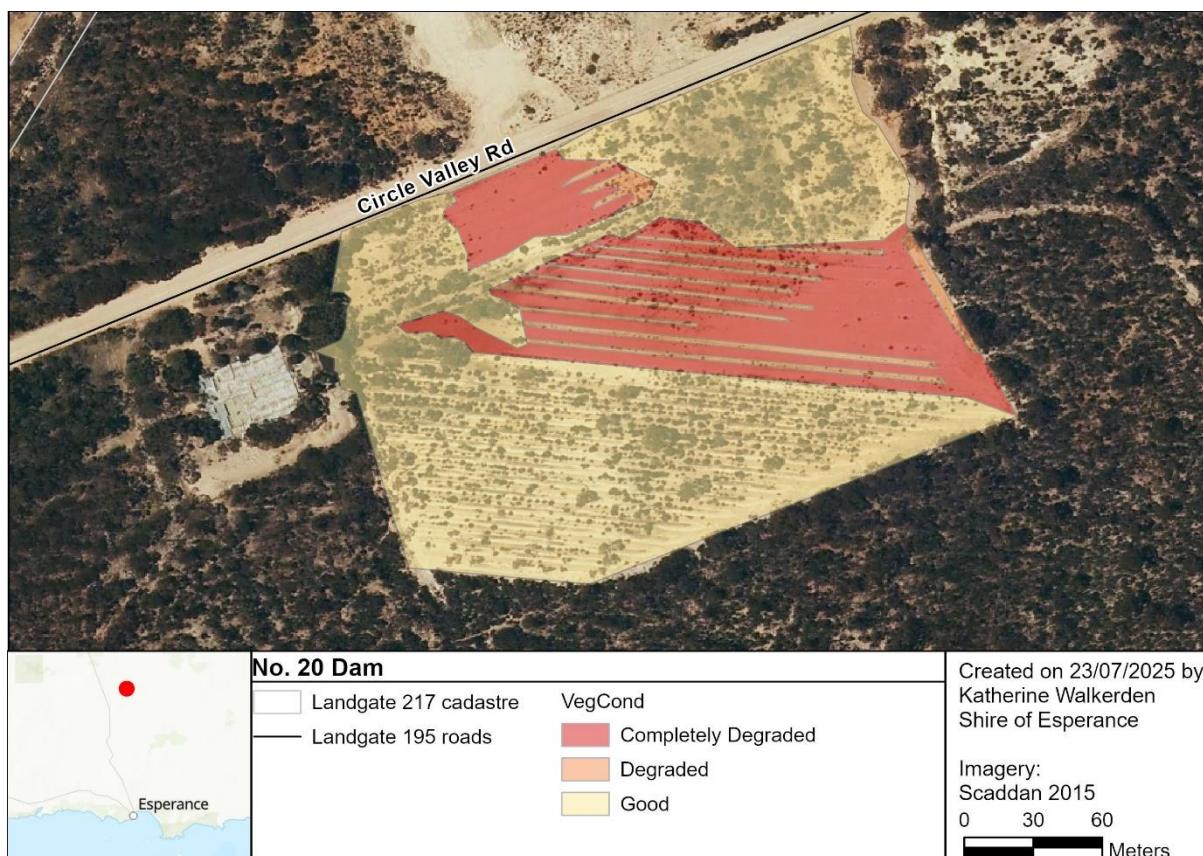 Circle Valley Rd
No. 20 Dam
Landgate 217 cadastre
Landgate 195 roads
VegCond
Completely Degraded
Degraded
Good
Esperance
Created on 23/07/2025 by
Katherine Walkerden
Shire of Esperance
Imagery:
Scaddan 2015
0 30 60
Meters